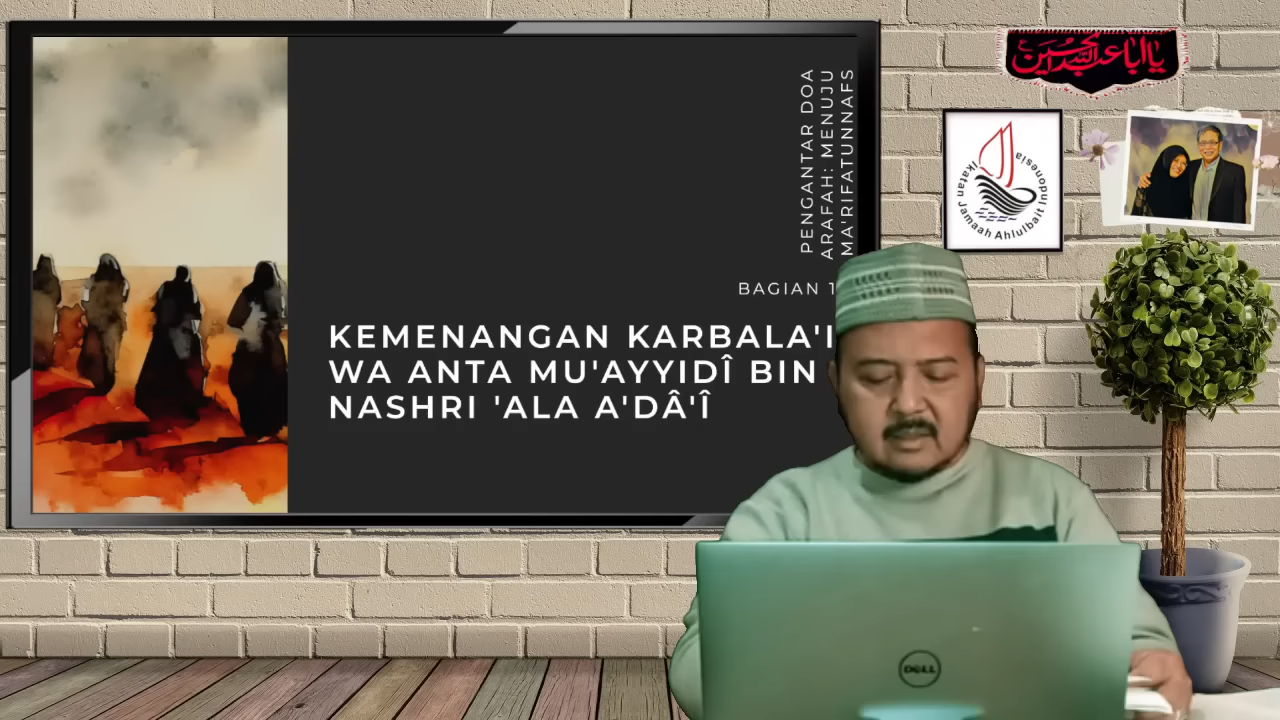 PENGANTAR DOA
ARAFAH: MENUJU
MA'RIFATUNNAFS
BAGIAN 1
KEMENANGAN KARBALA'I
WA ANTA MU'AYYIDÎ BIN
NASHRI 'ALA A'DÂ'Î
يا أبا عبد الله الحسين
Ikatan Jamaah Ahlulbait Indonesia
DELL